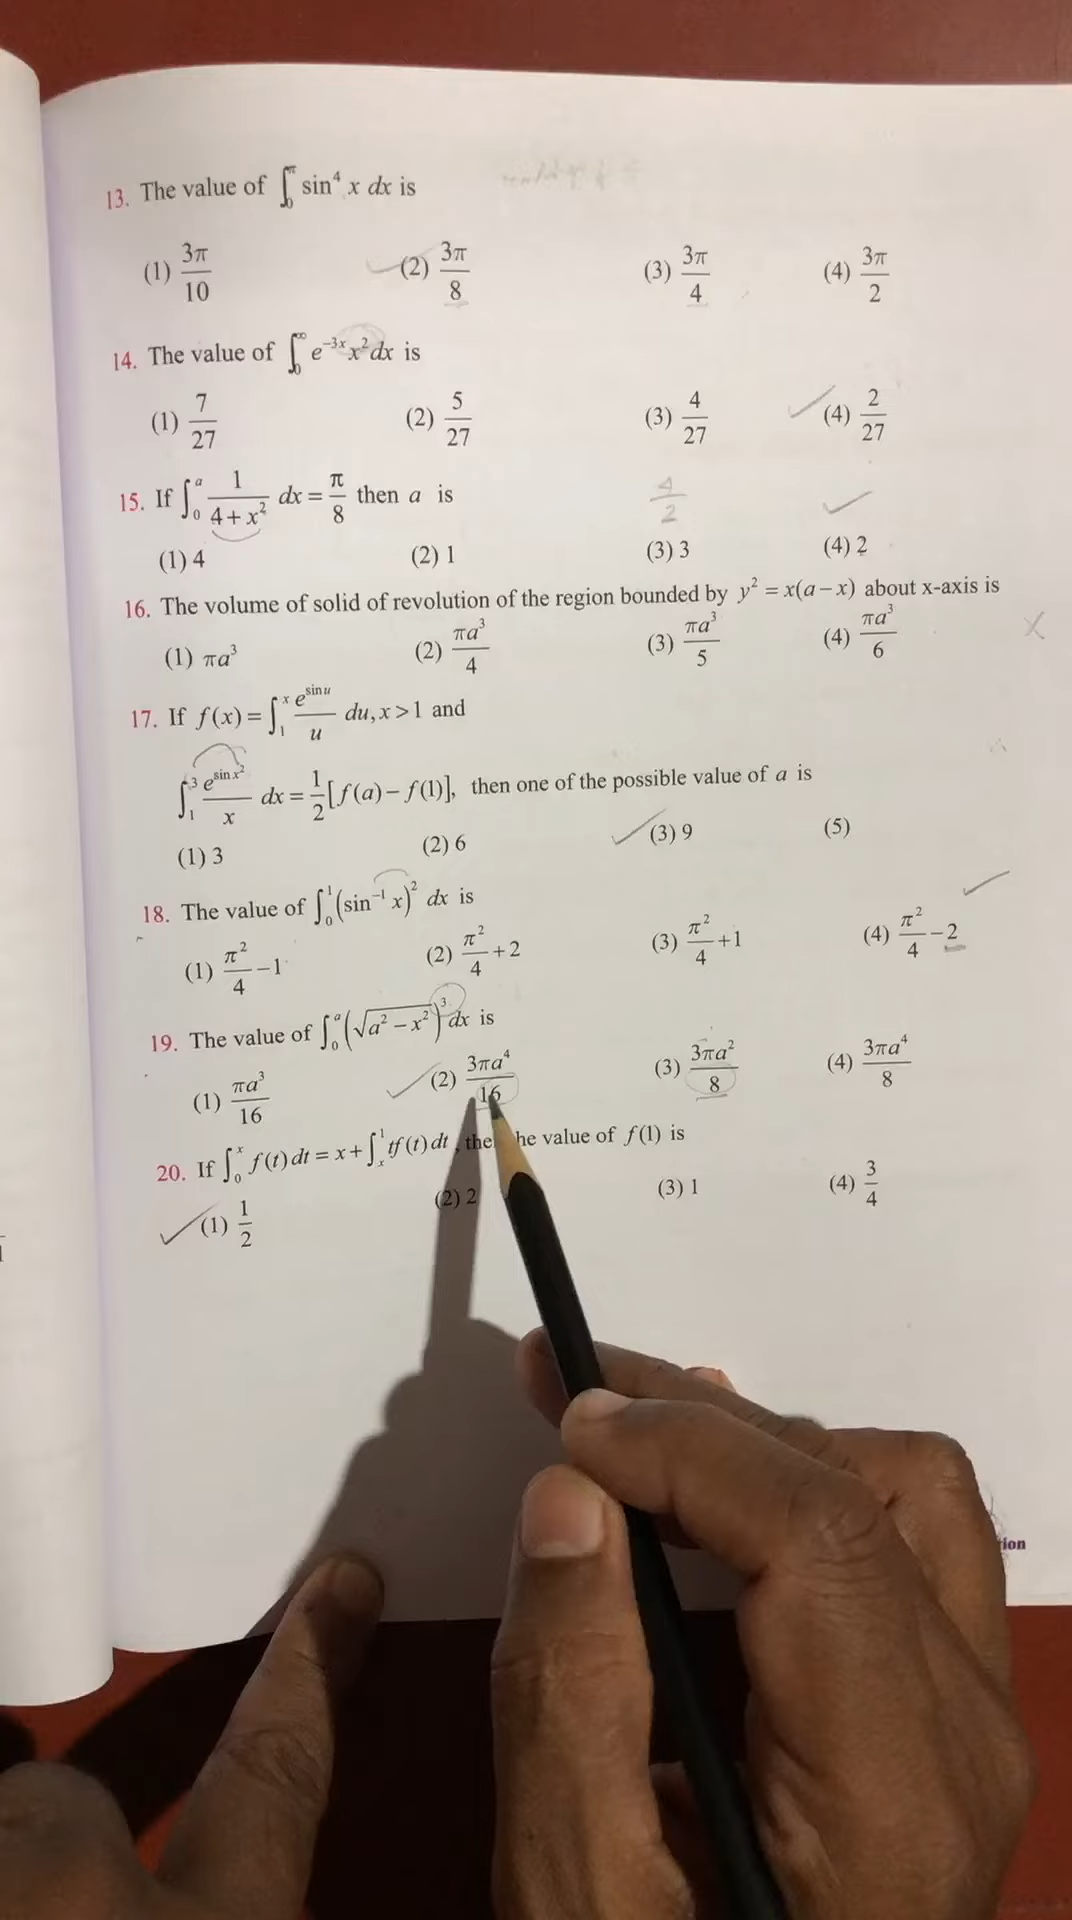 13. The value of ∫₀^π sin⁴ x dx is
(1) 3π/10 (2) 3π/8 (3) 3π/4 (4) 3π/2
14. The value of ∫₀^∞ e^(−3x) x² dx is
(1) 7/27 (2) 5/27 (3) 4/27 (4) 2/27
15. If ∫₀^a 1/(4 + x²) dx = π/8 then a is
4/2
(1) 4 (2) 1 (3) 3 (4) 2
16. The volume of solid of revolution of the region bounded by y² = x(a − x) about x-axis is
(1) πa³ (2) πa³/4 (3) πa³/5 (4) πa³/6
17. If f(x) = ∫₁^x e^(sin u)/u du, x > 1 and
∫₁³ e^(sin x²)/x dx = 1/2 [f(a) − f(1)], then one of the possible value of a is
(1) 3 (2) 6 (3) 9 (5)
18. The value of ∫₀¹ (sin⁻¹ x)² dx is
(1) π²/4 − 1 (2) π²/4 + 2 (3) π²/4 + 1 (4) π²/4 − 2
19. The value of ∫₀^a (√(a² − x²))³ dx is
(1) πa³/16 (2) 3πa⁴/16 (3) 3πa²/8 (4) 3πa⁴/8
20. If ∫₀^x f(t) dt = x + ∫ₓ¹ t f(t) dt, the he value of f(1) is
(1) 1/2 (2) 2 (3) 1 (4) 3/4
ion